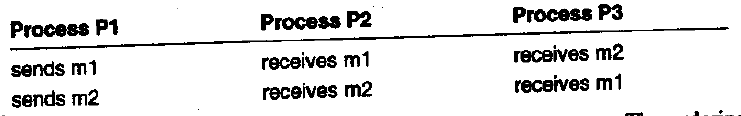 Process P1 Process P2 Process P3
sends m1 receives m1 receives m2
sends m2 receives m2 receives m1